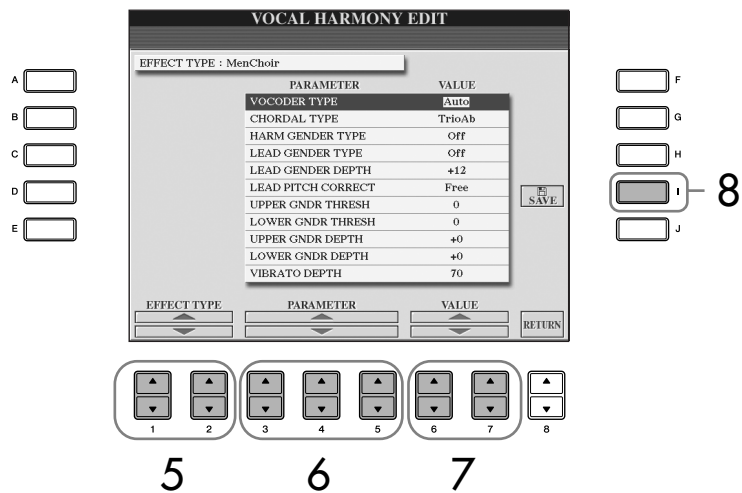 VOCAL HARMONY EDIT
EFFECT TYPE : MenChoir
PARAMETER VALUE
VOCODER TYPE Auto
CHORDAL TYPE TrioAb
HARM GENDER TYPE Off
LEAD GENDER TYPE Off
LEAD GENDER DEPTH +12
LEAD PITCH CORRECT Free
UPPER GNDR THRESH 0
LOWER GNDR THRESH 0
UPPER GNDR DEPTH +0
LOWER GNDR DEPTH +0
VIBRATO DEPTH 70
SAVE
EFFECT TYPE PARAMETER VALUE
RETURN
A
B
C
D
E
F
G
H
I
J
8
1 2 3 4 5 6 7 8
5 6 7